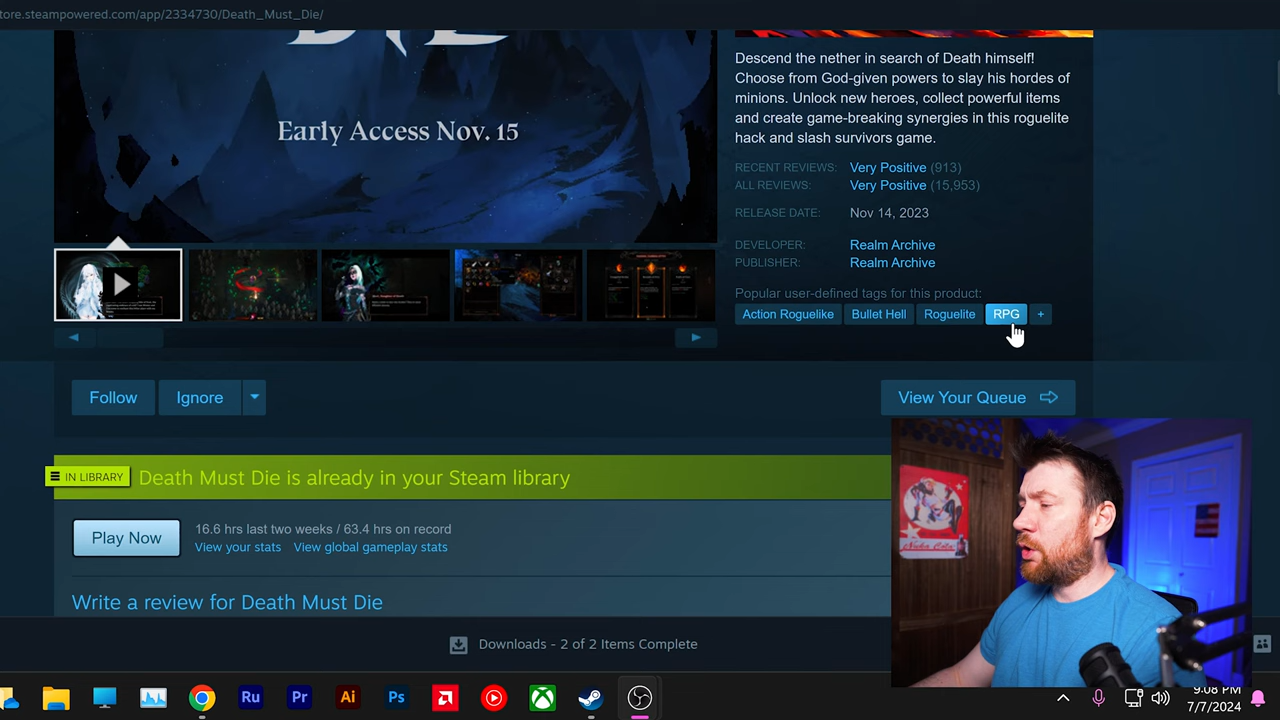 tore.steampowered.com/app/2334730/Death_Must_Die/
DIE
Early Access Nov. 15
Descend the nether in search of Death himself!
Choose from God-given powers to slay his hordes of
minions. Unlock new heroes, collect powerful items
and create game-breaking synergies in this roguelite
hack and slash survivors game.
RECENT REVIEWS: Very Positive (913)
ALL REVIEWS: Very Positive (15,953)
RELEASE DATE: Nov 14, 2023
DEVELOPER: Realm Archive
PUBLISHER: Realm Archive
Popular user-defined tags for this product:
Action Roguelike Bullet Hell Roguelite RPG +
Follow Ignore View Your Queue
IN LIBRARY Death Must Die is already in your Steam library
Play Now
16.6 hrs last two weeks / 63.4 hrs on record
View your stats View global gameplay stats
Write a review for Death Must Die
Nuka Cola
Downloads - 2 of 2 Items Complete
Ru Pr Ai Ps
9:08 PM
7/7/2024